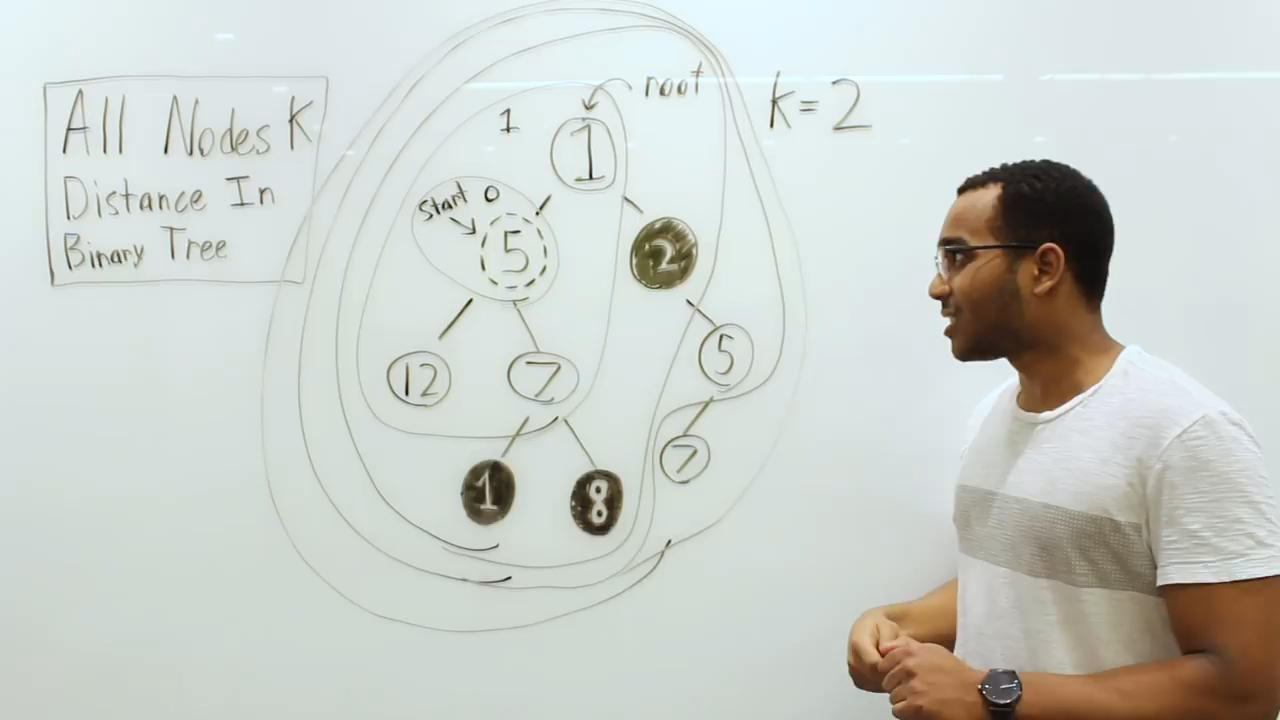 All Nodes K
Distance In
Binary Tree
root
k=2
1
1
start 0
5
2
12
7
5
7
1
8